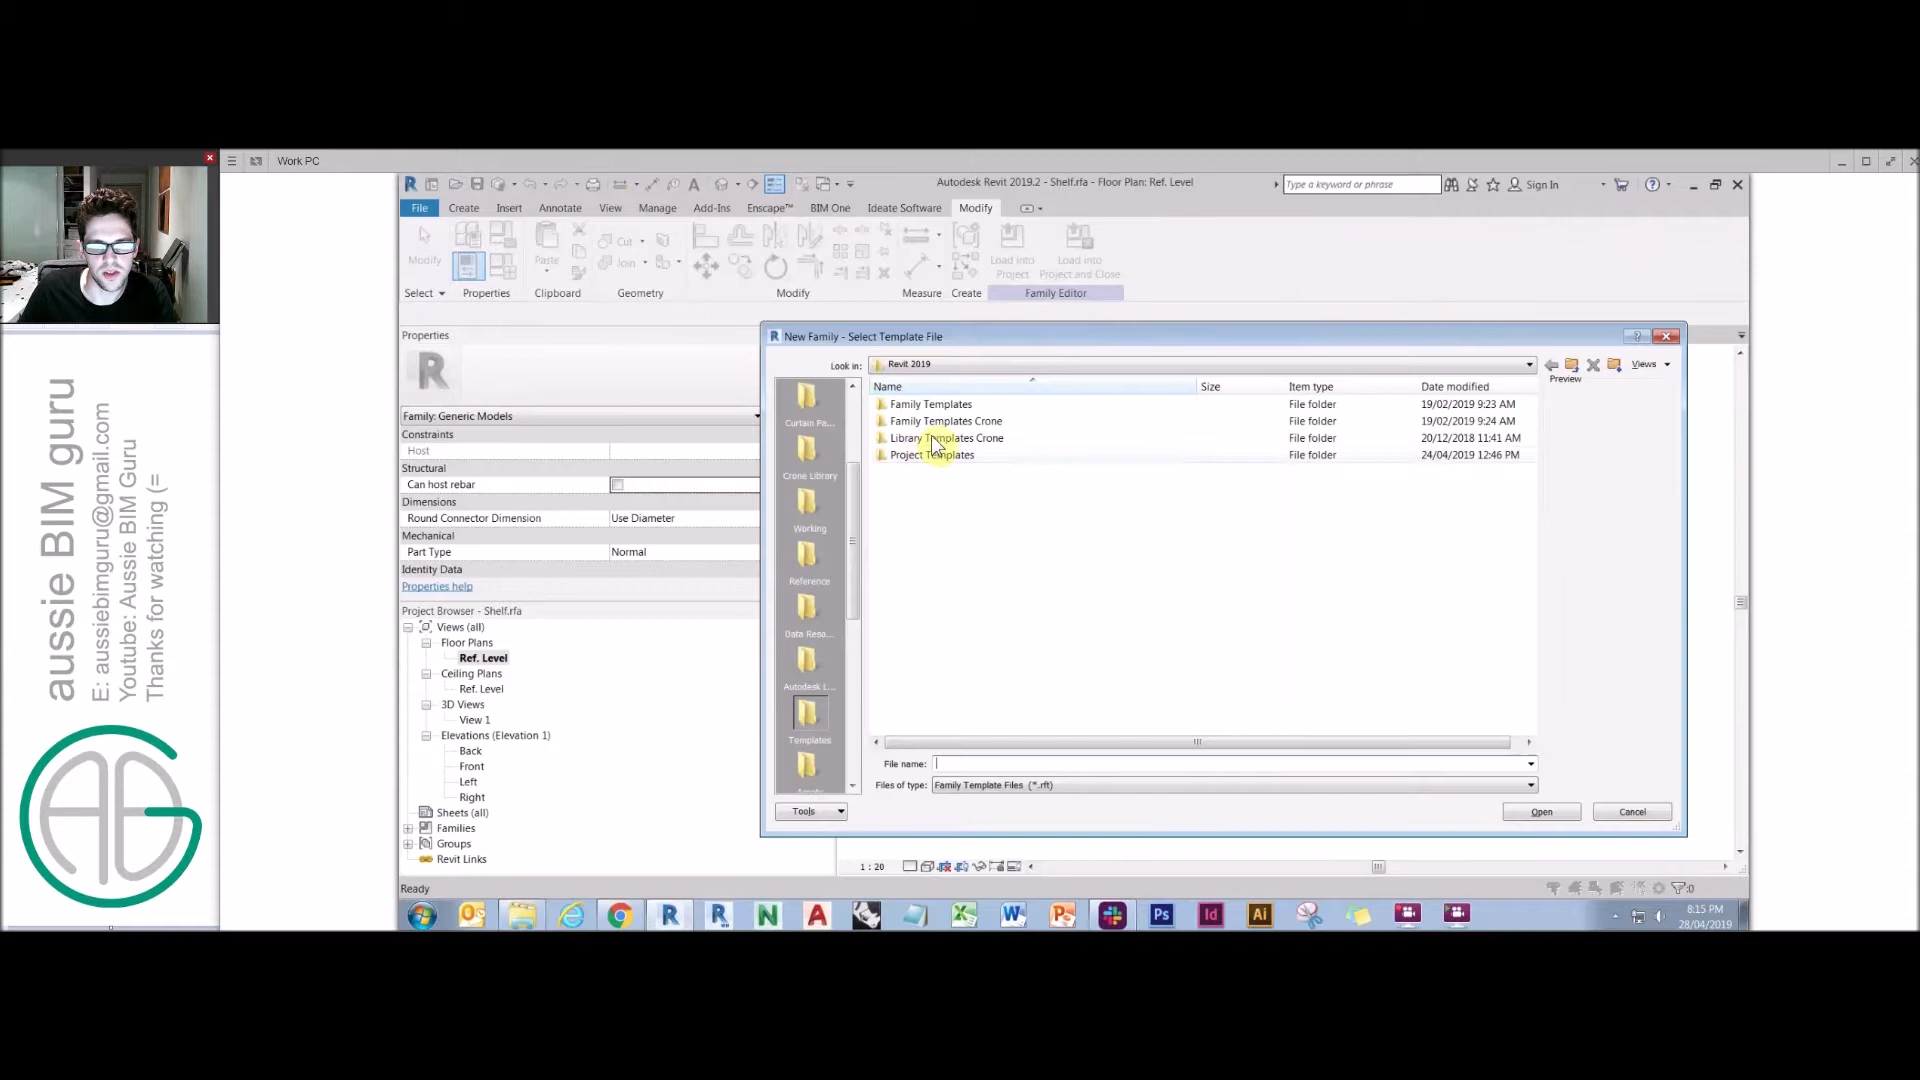 Work PC
Autodesk Revit 2019.2 - Shelf.rfa - Floor Plan: Ref. Level
Type a keyword or phrase
Sign In
File Create Insert Annotate View Manage Add-Ins Enscape™ BIM One Ideate Software Modify
Modify
Paste
Cut
Join
Load into Project
Load into Project and Close
Select Properties Clipboard Geometry Modify Measure Create Family Editor
Properties
Family: Generic Models
Constraints
Host
Structural
Can host rebar
Dimensions
Round Connector Dimension Use Diameter
Mechanical
Part Type Normal
Identity Data
Properties help
Project Browser - Shelf.rfa
Views (all)
Floor Plans
Ref. Level
Ceiling Plans
Ref. Level
3D Views
View 1
Elevations (Elevation 1)
Back
Front
Left
Right
Sheets (all)
Families
Groups
Revit Links
New Family - Select Template File
Look in: Revit 2019
Views
Preview
Name Size Item type Date modified
Family Templates File folder 19/02/2019 9:23 AM
Family Templates Crone File folder 19/02/2019 9:24 AM
Library Templates Crone File folder 20/12/2018 11:41 AM
Project Templates File folder 24/04/2019 12:46 PM
Curtain Pa...
Crone Library
Working
Reference
Data Reso...
Autodesk L...
Templates
File name:
Files of type: Family Template Files (*.rft)
Tools
Open
Cancel
1 : 20
Ready
:0
8:15 PM
28/04/2019
aussie BIM guru
E: aussiebimguru@gmail.com
Youtube: Aussie BIM Guru
Thanks for watching (=